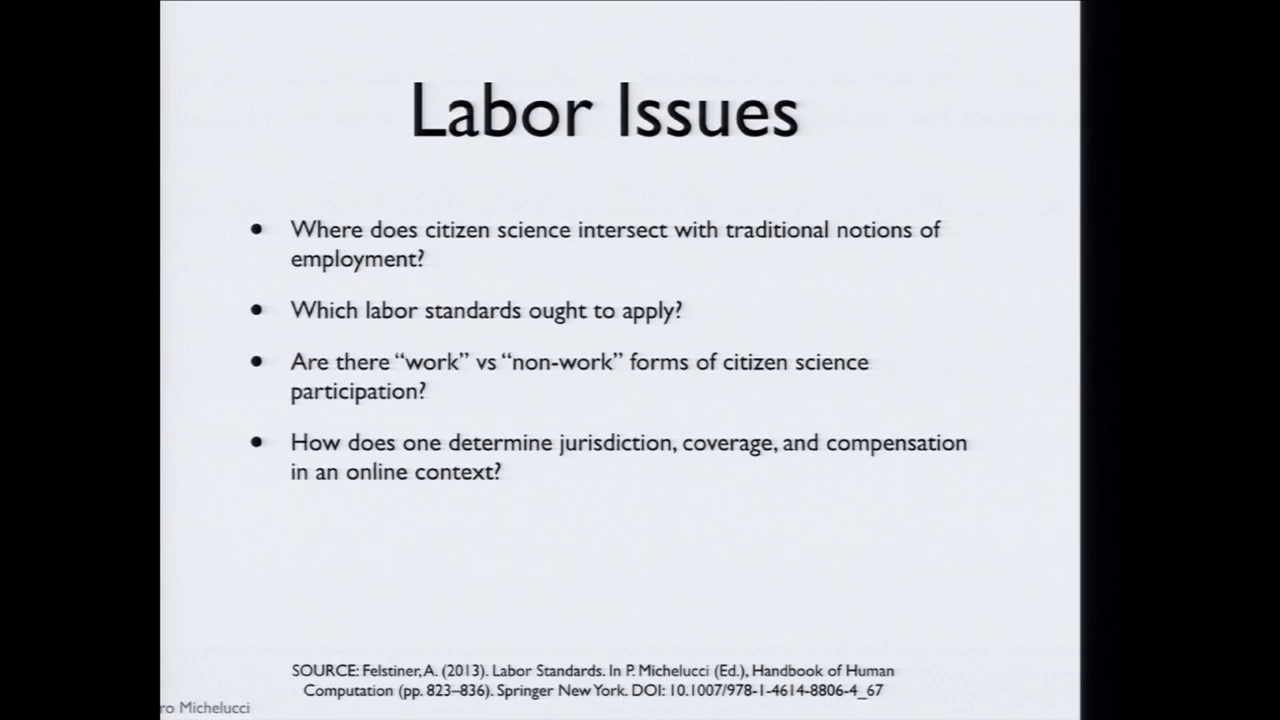 Labor Issues
• Where does citizen science intersect with traditional notions of
employment?
• Which labor standards ought to apply?
• Are there “work” vs “non-work” forms of citizen science
participation?
• How does one determine jurisdiction, coverage, and compensation
in an online context?
SOURCE: Felstiner, A. (2013). Labor Standards. In P. Michelucci (Ed.), Handbook of Human
Computation (pp. 823–836). Springer New York. DOI: 10.1007/978-1-4614-8806-4_67
ro Michelucci